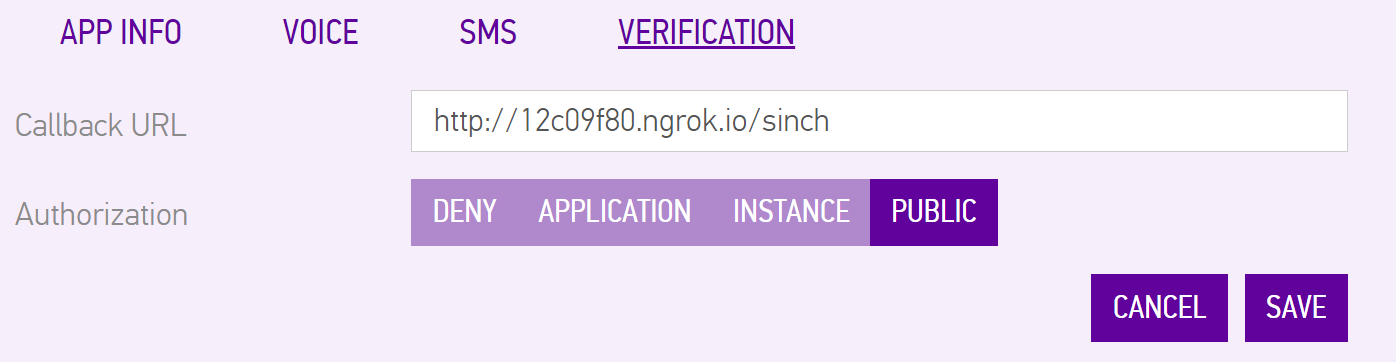 APP INFO VOICE SMS VERIFICATION
Callback URL http://12c09f80.ngrok.io/sinch
Authorization DENY APPLICATION INSTANCE PUBLIC
CANCEL SAVE